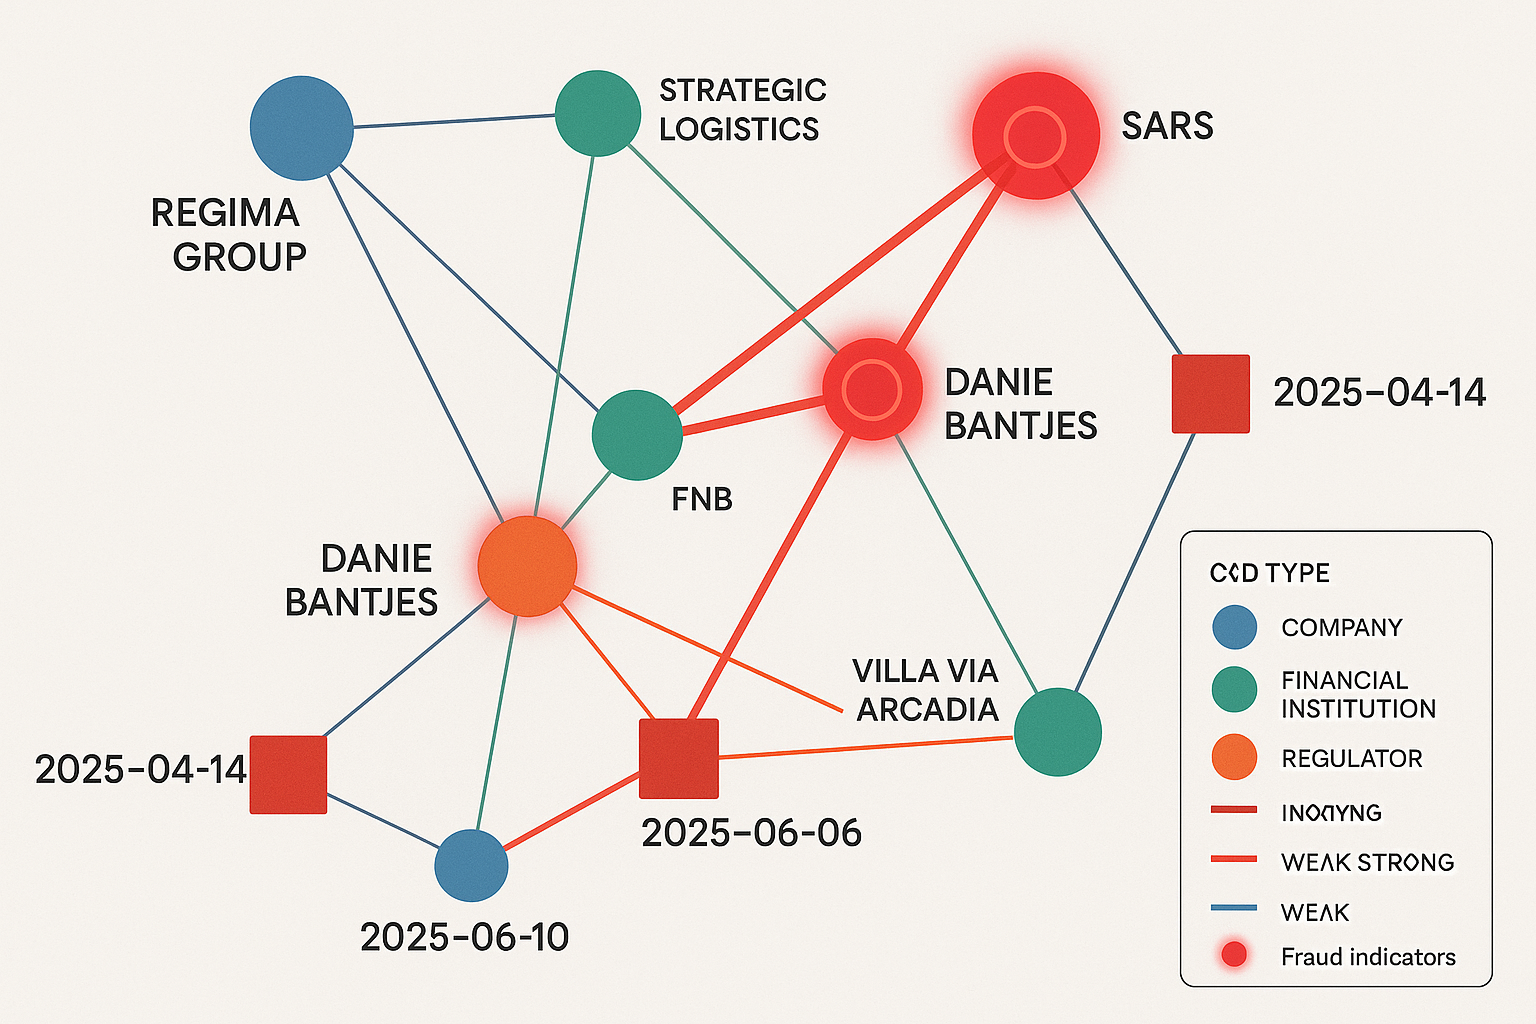 STRATEGIC
LOGISTICS
SARS
REGIMA
GROUP
DANIE
BANTJES
2025-04-14
FNB
DANIE
BANTJES
VILLA VIA
ARCADIA
2025-04-14
2025-06-06
2025-06-10
TYPE
COMPANY
FINANCIAL
INSTITUTION
REGULATOR
WEAK STRONG
WEAK
Fraud indicators